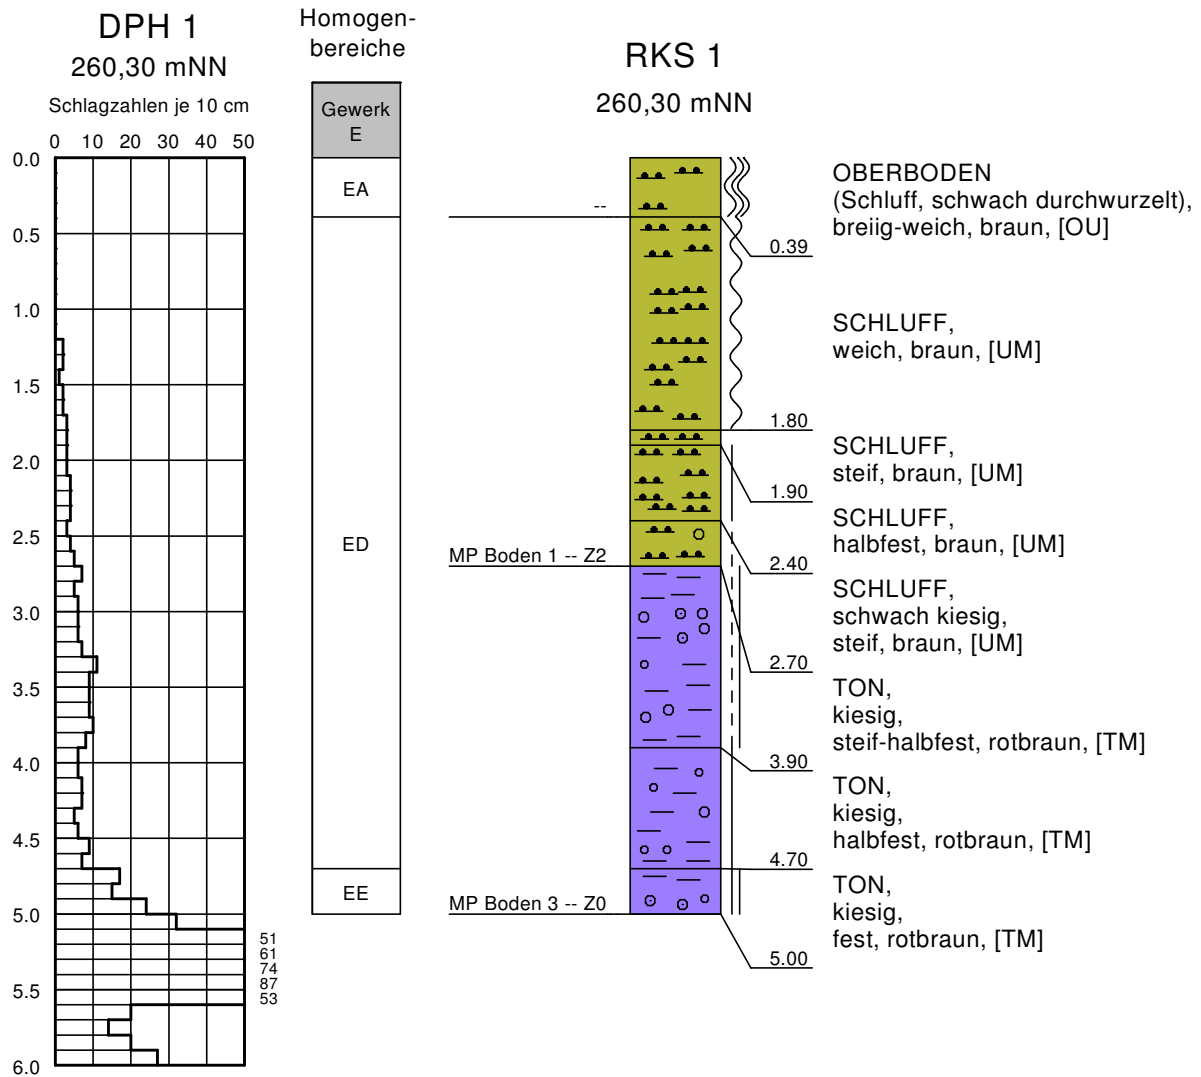 DPH 1
260,30 mNN
Schlagzahlen je 10 cm
0 10 20 30 40 50
0.0
0.5
1.0
1.5
2.0
2.5
3.0
3.5
4.0
4.5
5.0
5.5
6.0
51
61
74
87
53
Homogen-
bereiche
Gewerk
E
EA
ED
EE
RKS 1
260,30 mNN
--
MP Boden 1 -- Z2
MP Boden 3 -- Z0
0.39
1.80
1.90
2.40
2.70
3.90
4.70
5.00
OBERBODEN
(Schluff, schwach durchwurzelt),
breiig-weich, braun, [OU]
SCHLUFF,
weich, braun, [UM]
SCHLUFF,
steif, braun, [UM]
SCHLUFF,
halbfest, braun, [UM]
SCHLUFF,
schwach kiesig,
steif, braun, [UM]
TON,
kiesig,
steif-halbfest, rotbraun, [TM]
TON,
kiesig,
halbfest, rotbraun, [TM]
TON,
kiesig,
fest, rotbraun, [TM]